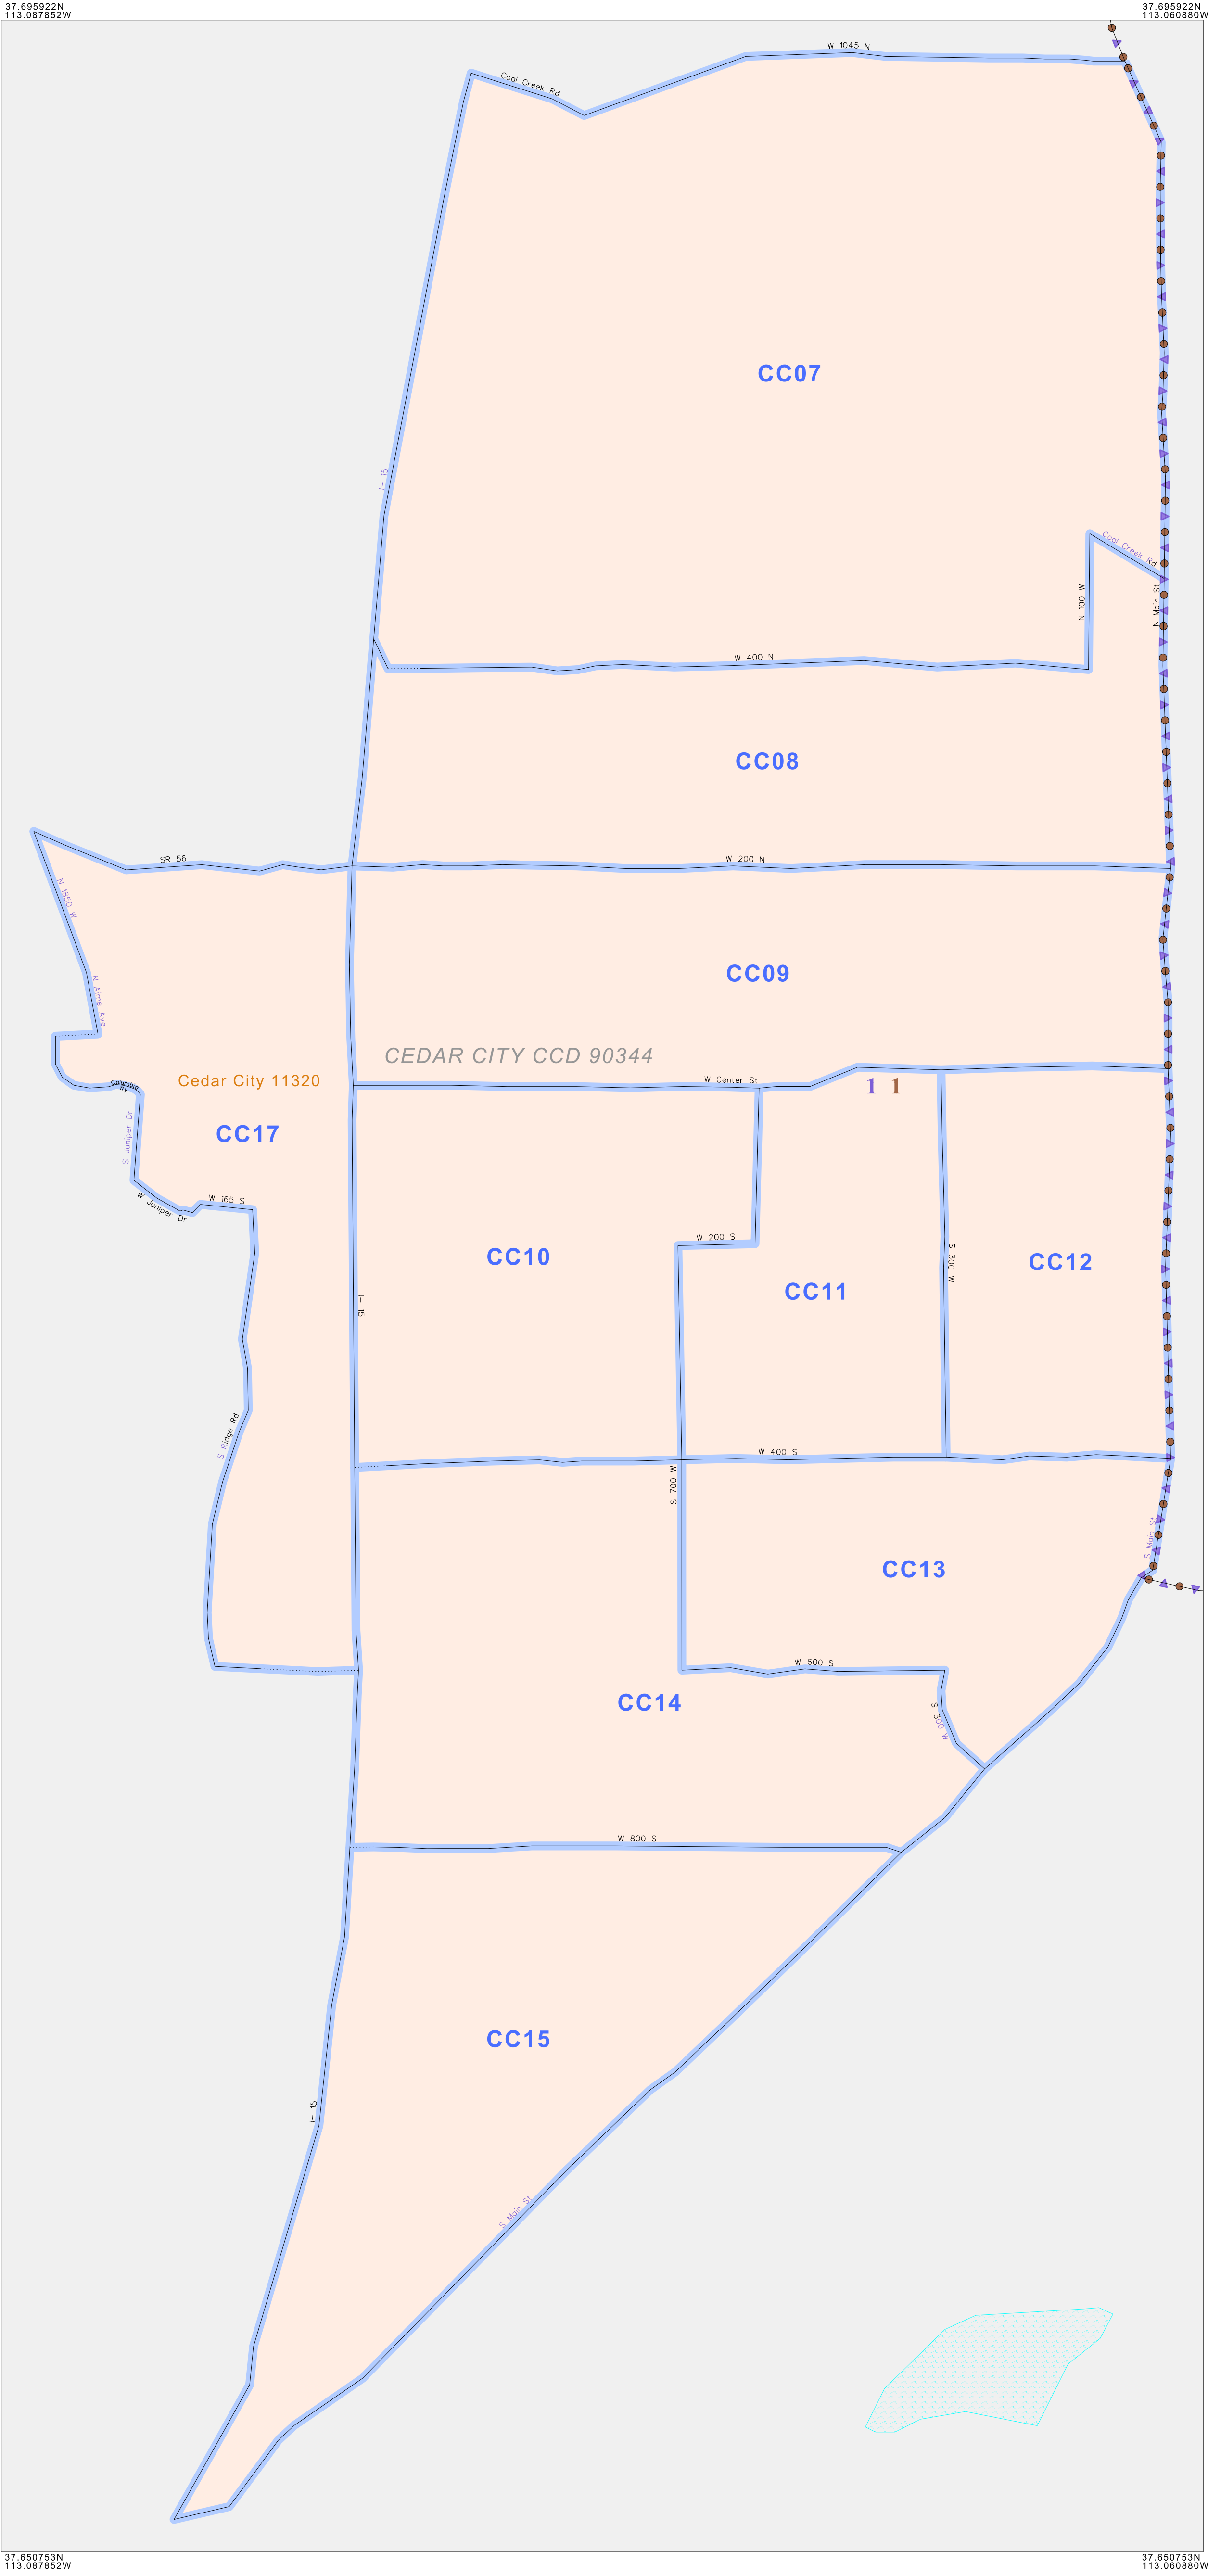 37.695922N
113.087852W
37.695922N
113.060880W
W 1045 N
Coal Creek Rd
CC07
I- 15
Coal Creek Rd
N 100 W
N Main St
W 400 N
CC08
SR 56
W 200 N
N 1850 W
CC09
N Aime Ave
CEDAR CITY CCD 90344
Cedar City 11320
W Center St
1 1
Columbia
Wy
CC17
S Juniper Dr
W 165 S
W Juniper Dr
W 200 S
CC10
S 300 W
CC12
CC11
I- 15
S Ridge Rd
W 400 S
S 700 W
S Main St
CC13
W 600 S
CC14
S 300 W
W 800 S
CC15
I- 15
S Main St
37.650753N
113.087852W
37.650753N
113.060880W